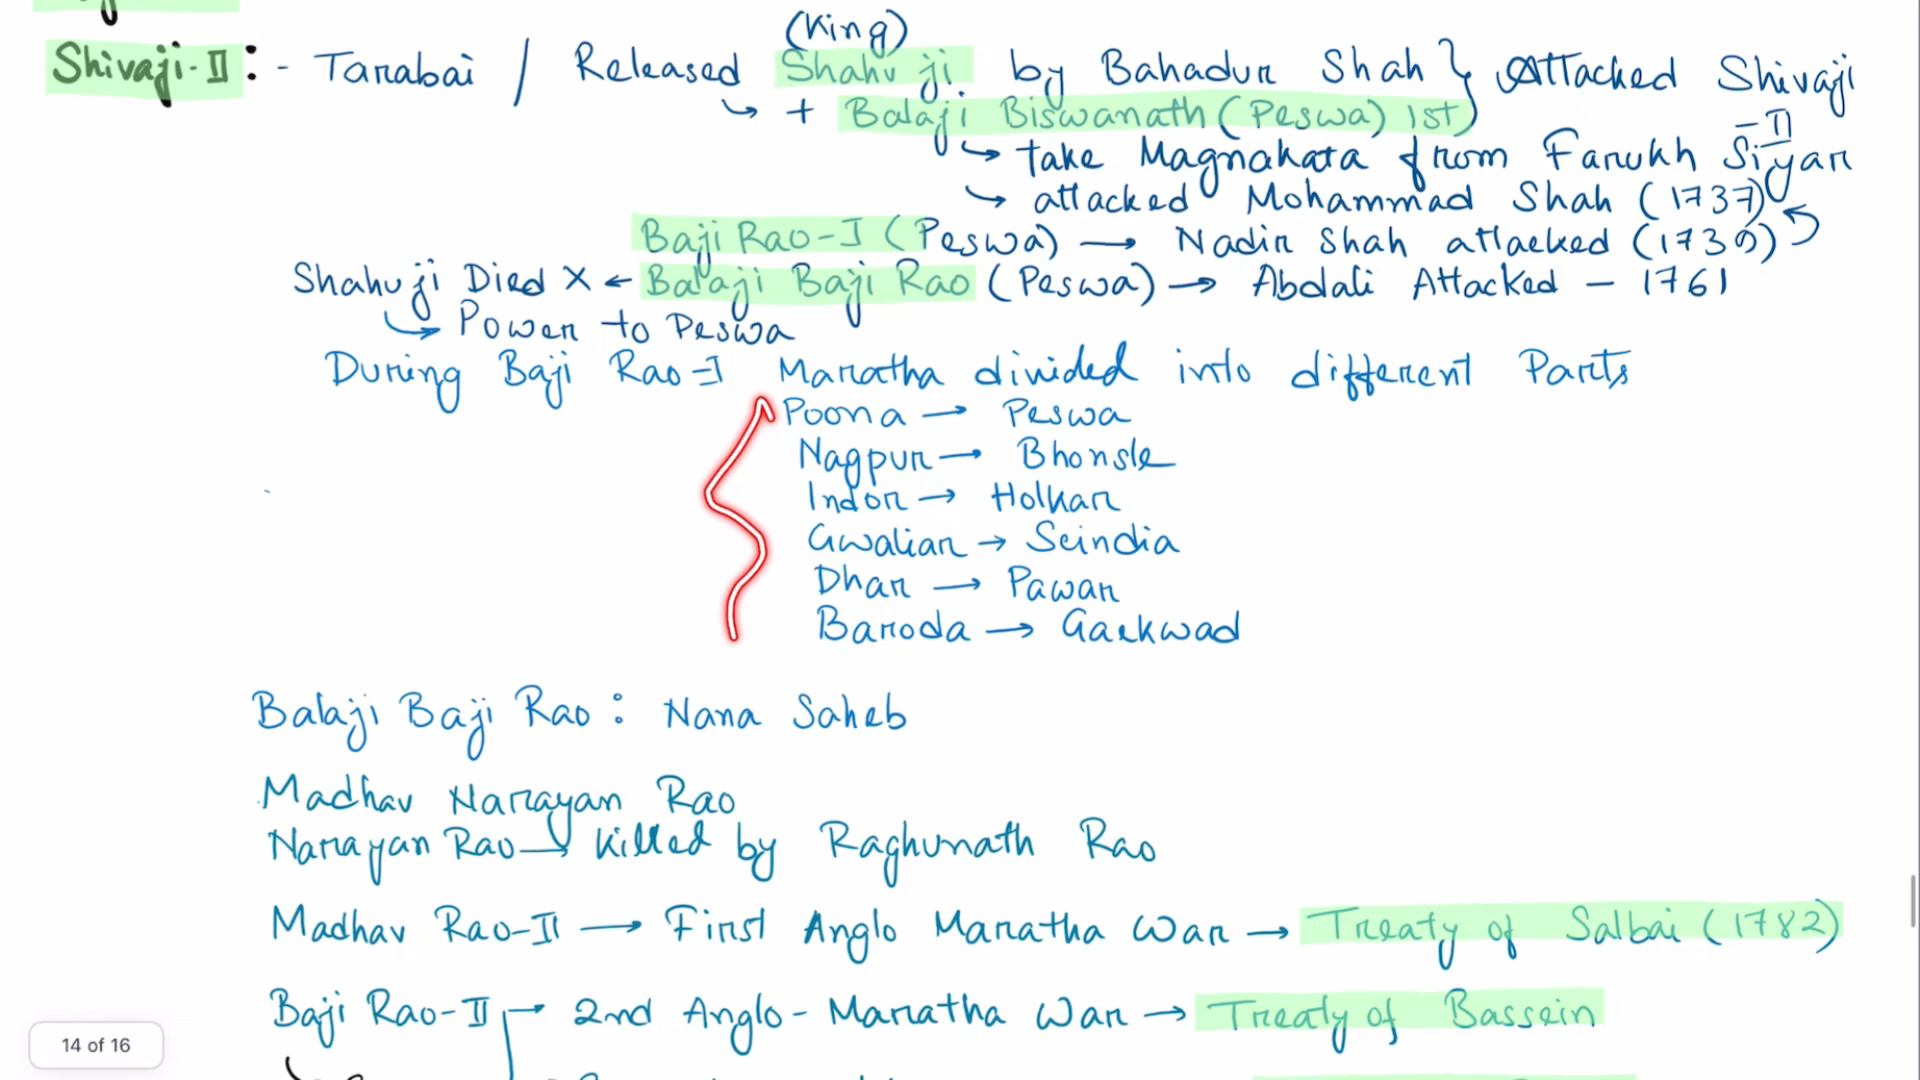 (King)
Shivaji-II :- Tarabai / Released Shahu ji by Bahadur Shah } Attacked Shivaji
-II
↳ + Balaji Biswanath (Peswa) 1st
↳ take Magnakata from Farukh Siyar
↳ attacked Mohammad Shah (1737)
Baji Rao-I (Peswa) → Nadir Shah attacked (1739)
Shahuji Died X ← Balaji Baji Rao (Peswa) → Abdali Attacked - 1761
↳ Power to Peswa
During Baji Rao-I Maratha divided into different Parts
Poona → Peswa
Nagpur → Bhonsle
Indor → Holkar
Gwaliar → Scindia
Dhar → Pawar
Baroda → Gaekwad
Balaji Baji Rao : Nana Saheb
Madhav Narayan Rao
Narayan Rao → Killed by Raghunath Rao
Madhav Rao-II → First Anglo Maratha War → Treaty of Salbai (1782)
Baji Rao-II → 2nd Anglo-Maratha War → Treaty of Bassein
14 of 16